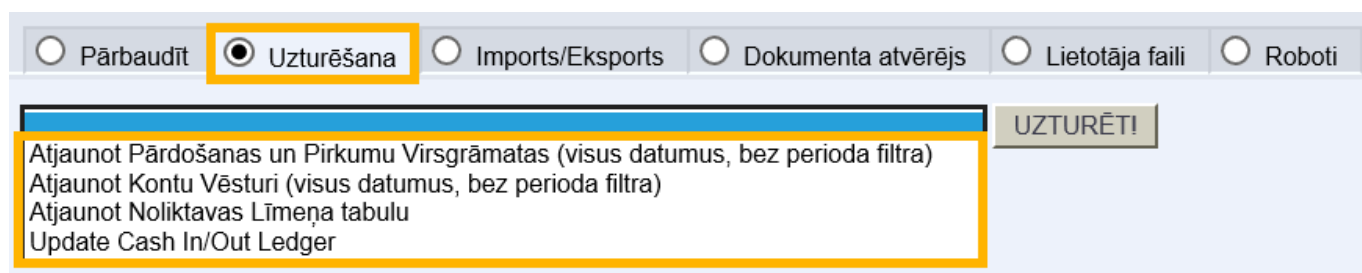 Pārbaudīt Uzturēšana Imports/Eksports Dokumenta atvērējs Lietotāja faili Roboti
UZTURĒT!
Atjaunot Pārdošanas un Pirkumu Virsgrāmatas (visus datumus, bez perioda filtra)
Atjaunot Kontu Vēsturi (visus datumus, bez perioda filtra)
Atjaunot Noliktavas Līmeņa tabulu
Update Cash In/Out Ledger